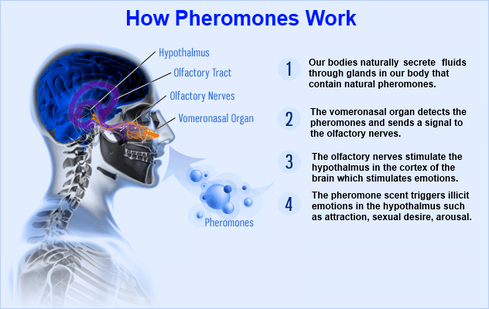 How Pheromones Work
Hypothalmus
Olfactory Tract
Olfactory Nerves
Vomeronasal Organ
Pheromones
1
Our bodies naturally secrete fluids
through glands in our body that
contain natural pheromones.
2
The vomeronasal organ detects the
pheromones and sends a signal to
the olfactory nerves.
3
The olfactory nerves stimulate the
hypothalmus in the cortex of the
brain which stimulates emotions.
4
The pheromone scent triggers illicit
emotions in the hypothalmus such
as attraction, sexual desire, arousal.